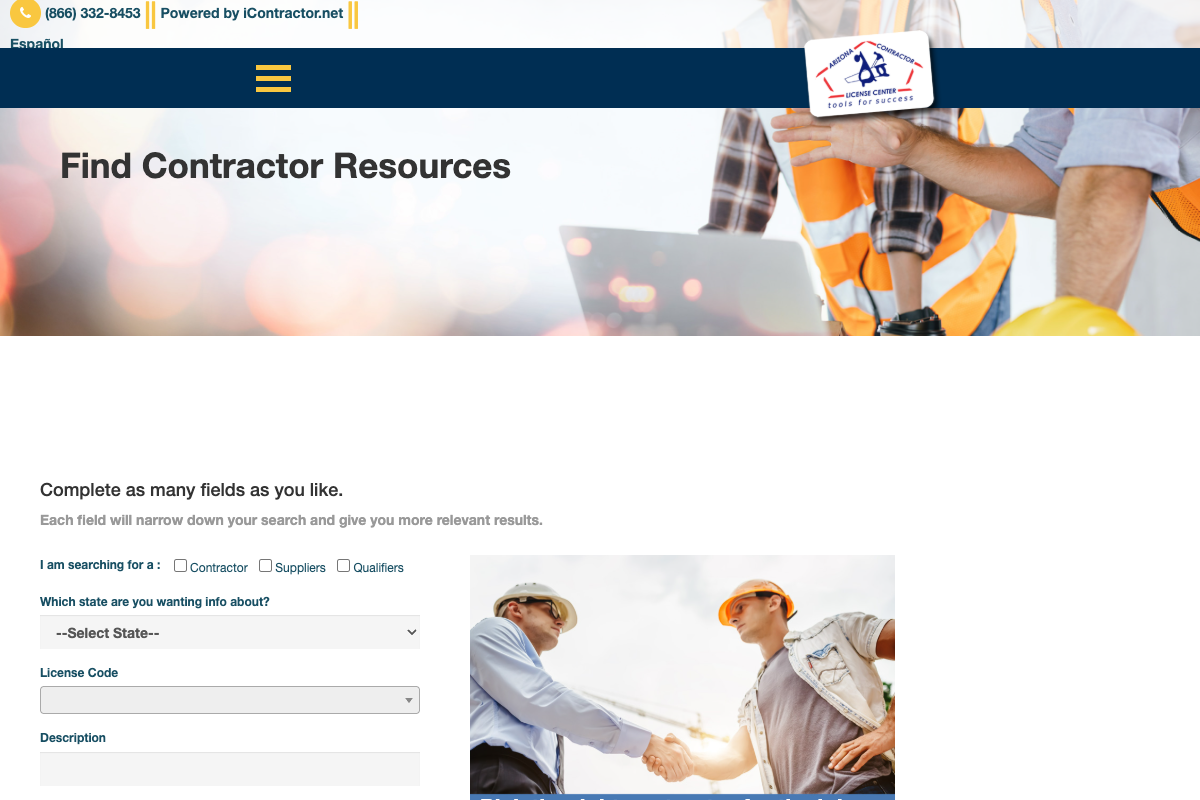 (866) 332-8453 Powered by iContractor.net
Español
ARIZONA CONTRACTOR
LICENSE CENTER
tools for success
Find Contractor Resources
Complete as many fields as you like.
Each field will narrow down your search and give you more relevant results.
I am searching for a : Contractor Suppliers Qualifiers
Which state are you wanting info about?
--Select State--
License Code
Description